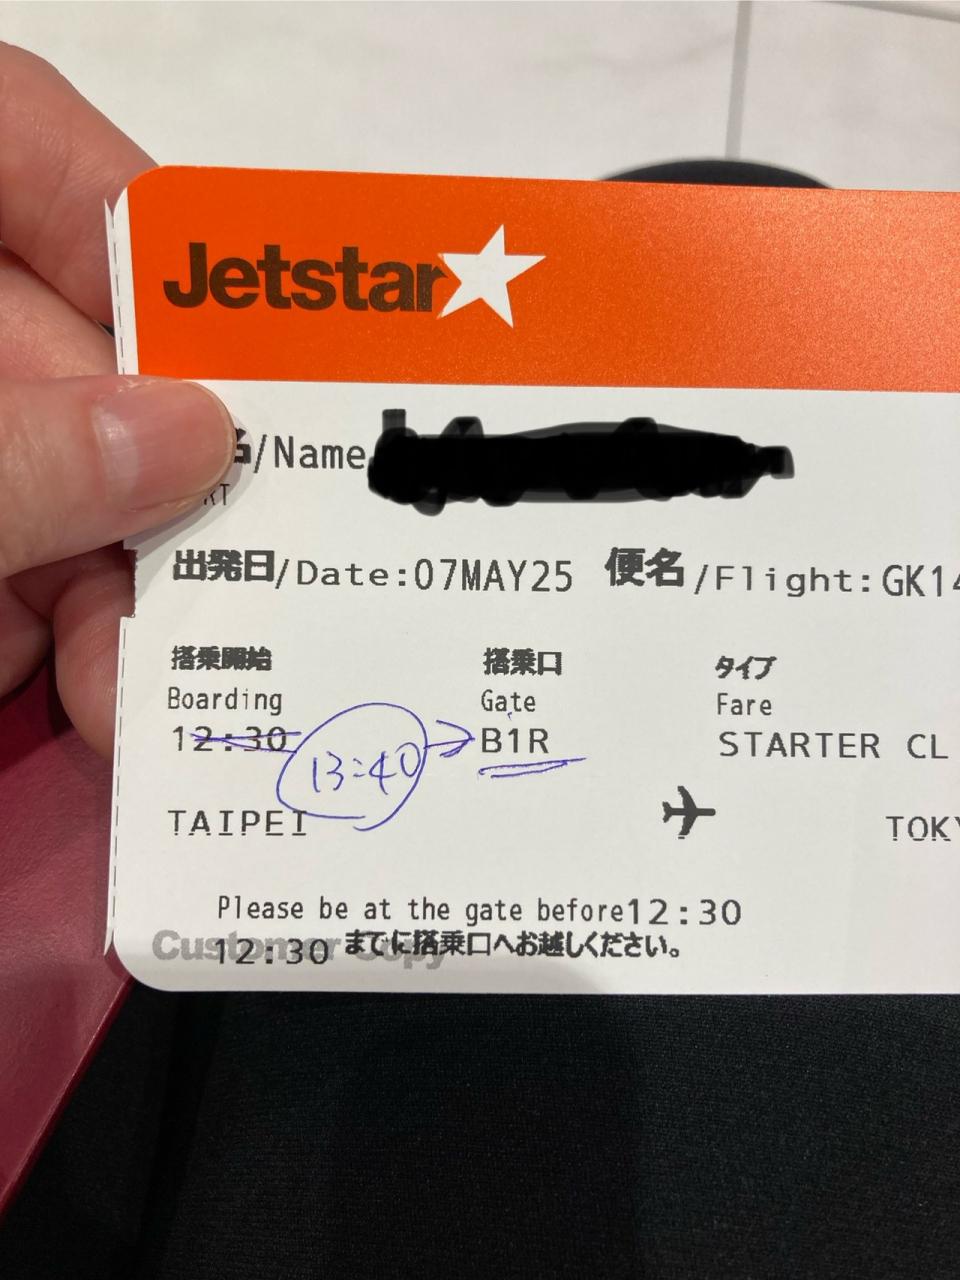 Jetstar
/Name
RT
出発日/Date:07MAY25 便名/Flight:GK14
搭乗開始 搭乗口 タイプ
Boarding Gate Fare
12:30 13:40 B1R STARTER CL
TAIPEI TOKY
Please be at the gate before12:30
Customer Copy
12:30 までに搭乗口へお越しください。